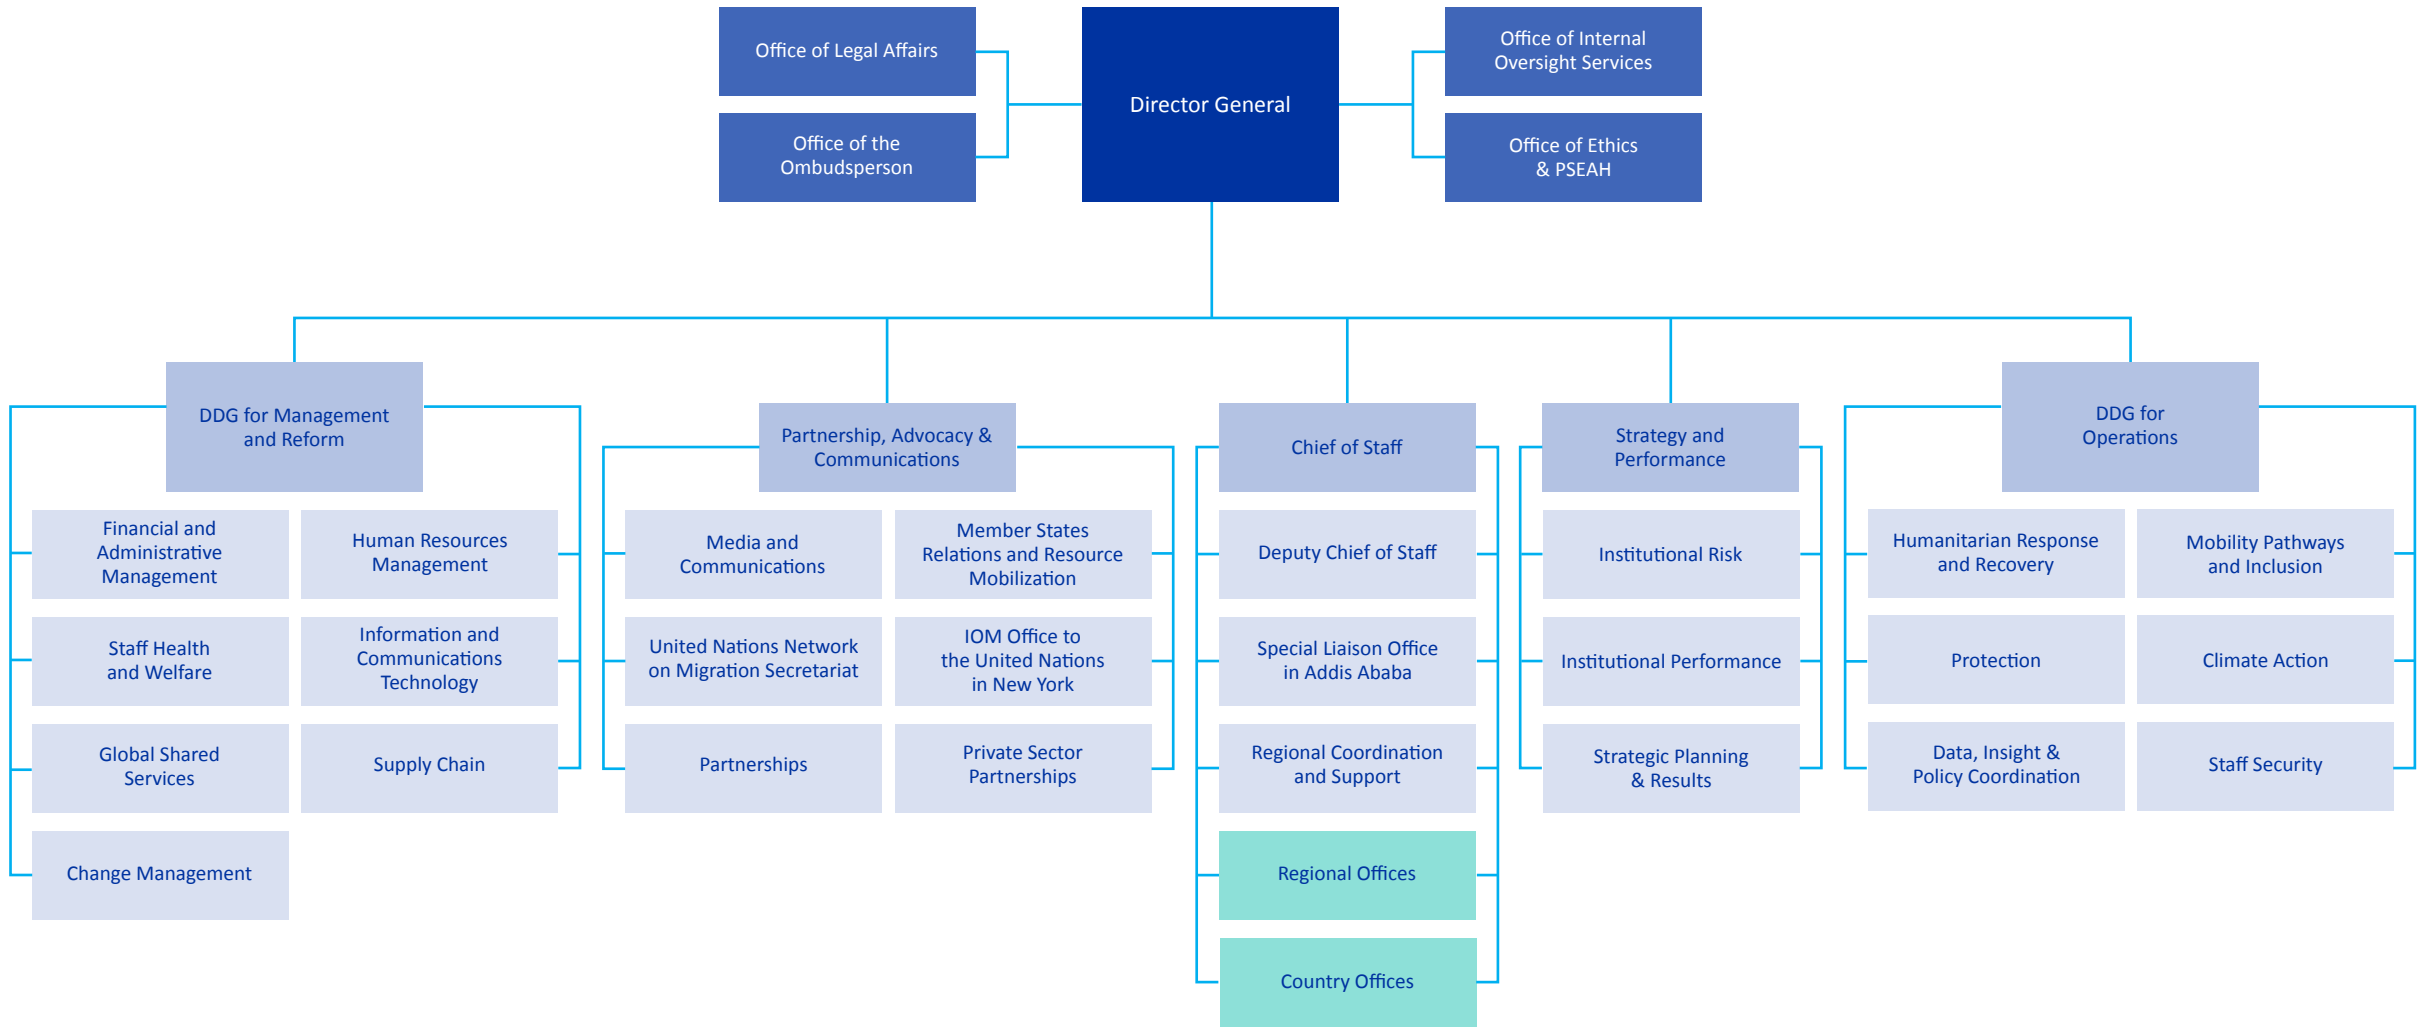 Office of Legal Affairs
Office of the
Ombudsperson
Director General
Office of Internal
Oversight Services
Office of Ethics
& PSEAH
DDG for Management
and Reform
Financial and
Administrative
Management
Human Resources
Management
Staff Health
and Welfare
Information and
Communications
Technology
Global Shared
Services
Supply Chain
Change Management
Partnership, Advocacy &
Communications
Media and
Communications
Member States
Relations and Resource
Mobilization
United Nations Network
on Migration Secretariat
IOM Office to
the United Nations
in New York
Partnerships
Private Sector
Partnerships
Chief of Staff
Deputy Chief of Staff
Special Liaison Office
in Addis Ababa
Regional Coordination
and Support
Regional Offices
Country Offices
Strategy and
Performance
Institutional Risk
Institutional Performance
Strategic Planning
& Results
DDG for
Operations
Humanitarian Response
and Recovery
Mobility Pathways
and Inclusion
Protection
Climate Action
Data, Insight &
Policy Coordination
Staff Security